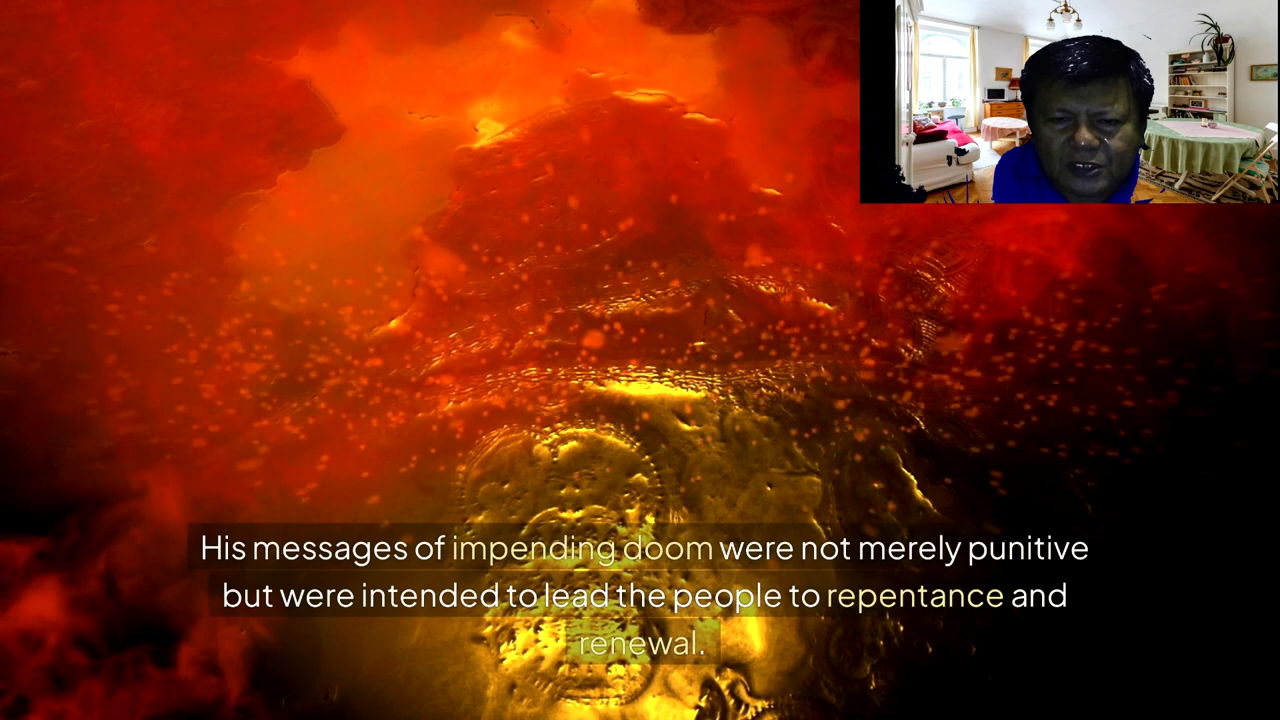 His messages of impending doom were not merely punitive
but were intended to lead the people to repentance and
renewal.